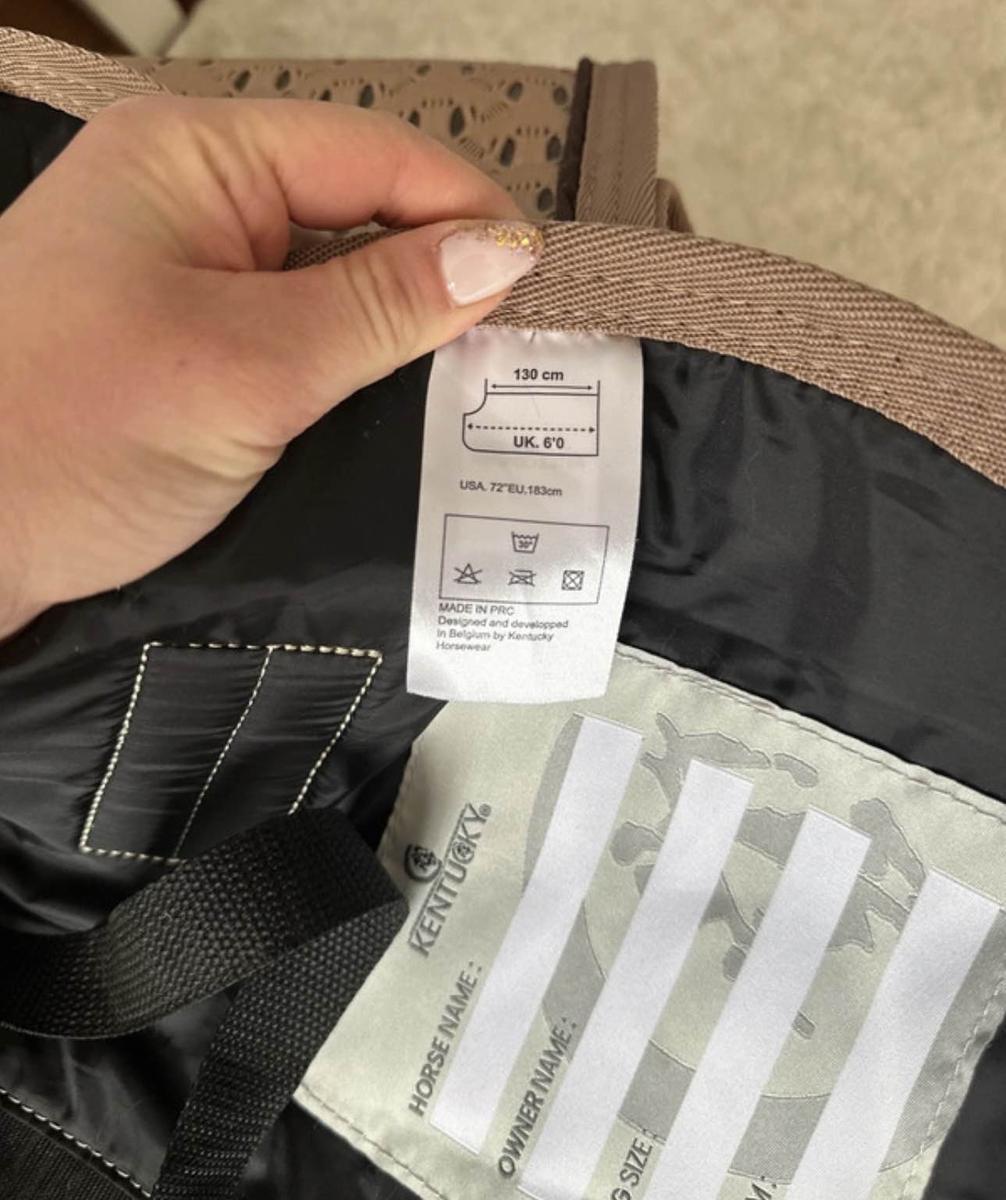 130 cm
UK. 6'0
USA. 72"EU.183cm
30°
MADE IN PRC
Designed and developped
in Belgium by Kentucky
Horsewear
KENTUCKY®
HORSE NAME :
OWNER NAME :
G SIZE :
M :